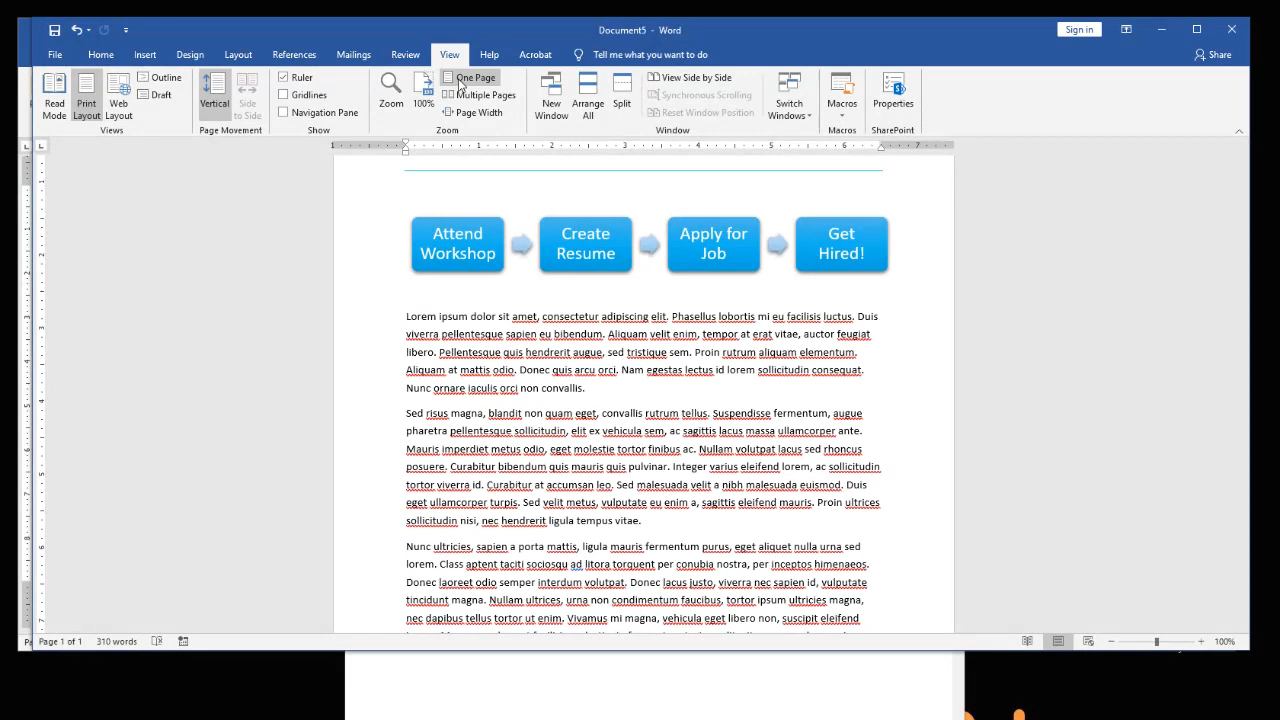 Document5 - Word
Sign in
File Home Insert Design Layout References Mailings Review View Help Acrobat Tell me what you want to do Share
Read Mode
Print Layout
Web Layout
Outline
Draft
Views
Vertical
Side to Side
Page Movement
Ruler
Gridlines
Navigation Pane
Show
Zoom
100%
One Page
Multiple Pages
Page Width
Zoom
New Window
Arrange All
Split
View Side by Side
Synchronous Scrolling
Reset Window Position
Window
Switch Windows
Macros
Macros
Properties
SharePoint
1 1 2 3 4 5 6 7
Attend Workshop
Create Resume
Apply for Job
Get Hired!
Lorem ipsum dolor sit amet, consectetur adipiscing elit. Phasellus lobortis mi eu facilisis luctus. Duis
viverra pellentesque sapien eu bibendum. Aliquam velit enim, tempor at erat vitae, auctor feugiat
libero. Pellentesque quis hendrerit augue, sed tristique sem. Proin rutrum aliquam elementum.
Aliquam at mattis odio. Donec quis arcu orci. Nam egestas lectus id lorem sollicitudin consequat.
Nunc ornare iaculis orci non convallis.
Sed risus magna, blandit non quam eget, convallis rutrum tellus. Suspendisse fermentum, augue
pharetra pellentesque sollicitudin, elit ex vehicula sem, ac sagittis lacus massa ullamcorper ante.
Mauris imperdiet metus odio, eget molestie tortor finibus ac. Nullam volutpat lacus sed rhoncus
posuere. Curabitur bibendum quis mauris quis pulvinar. Integer varius eleifend lorem, ac sollicitudin
tortor viverra id. Curabitur at accumsan leo. Sed malesuada velit a nibh malesuada euismod. Duis
eget ullamcorper turpis. Sed velit metus, vulputate eu enim a, sagittis eleifend mauris. Proin ultrices
sollicitudin nisi, nec hendrerit ligula tempus vitae.
Nunc ultricies, sapien a porta mattis, ligula mauris fermentum purus, eget aliquet nulla urna sed
lorem. Class aptent taciti sociosqu ad litora torquent per conubia nostra, per inceptos himenaeos.
Donec laoreet odio semper interdum volutpat. Donec lacus justo, viverra nec sapien id, vulputate
tincidunt magna. Nullam ultrices, urna non condimentum faucibus, tortor ipsum ultricies magna,
nec dapibus tellus tortor ut enim. Vivamus mi magna, vehicula eget libero non, suscipit eleifend
Page 1 of 1 310 words 100%